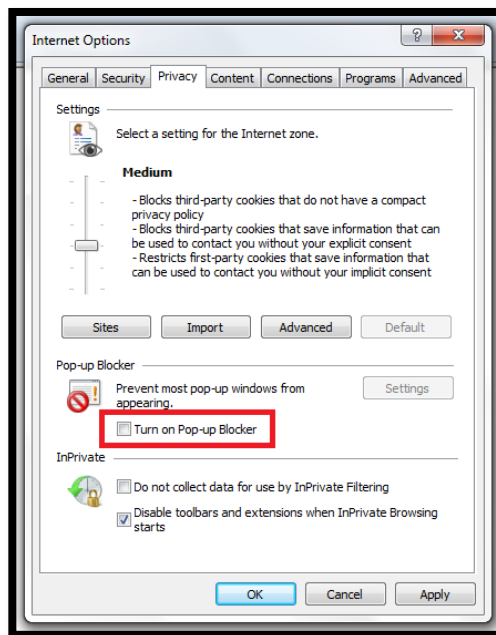 Internet Options
General Security Privacy Content Connections Programs Advanced
Settings
Select a setting for the Internet zone.
Medium
- Blocks third-party cookies that do not have a compact
privacy policy
- Blocks third-party cookies that save information that can
be used to contact you without your explicit consent
- Restricts first-party cookies that save information that
can be used to contact you without your implicit consent
Sites Import Advanced Default
Pop-up Blocker
Prevent most pop-up windows from
appearing.
Settings
Turn on Pop-up Blocker
InPrivate
Do not collect data for use by InPrivate Filtering
Disable toolbars and extensions when InPrivate Browsing
starts
OK Cancel Apply